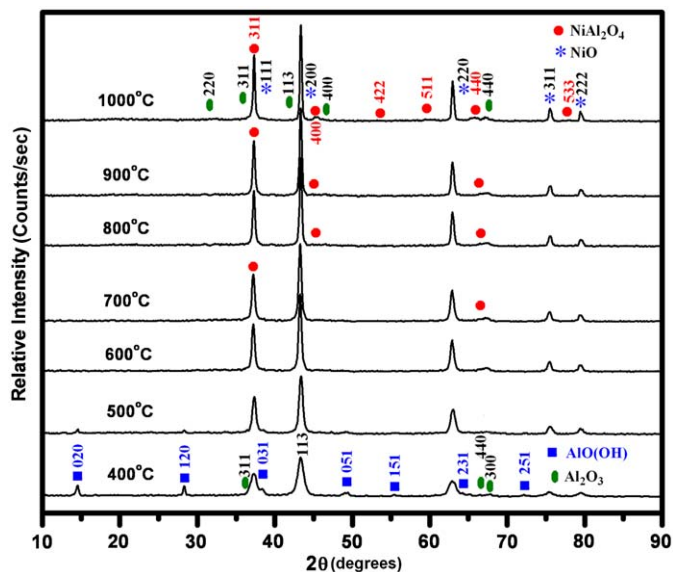 Relative Intensity (Counts/sec)
NiAl₂O₄
NiO
1000°C
220
311
311
*111
113
*200
400
400
422
511
*220
440
440
*311
533
*222
900°C
800°C
700°C
600°C
500°C
400°C
020
120
311
031
113
051
151
231
440
300
251
AlO(OH)
Al₂O₃
10 20 30 40 50 60 70 80 90
2θ (degrees)